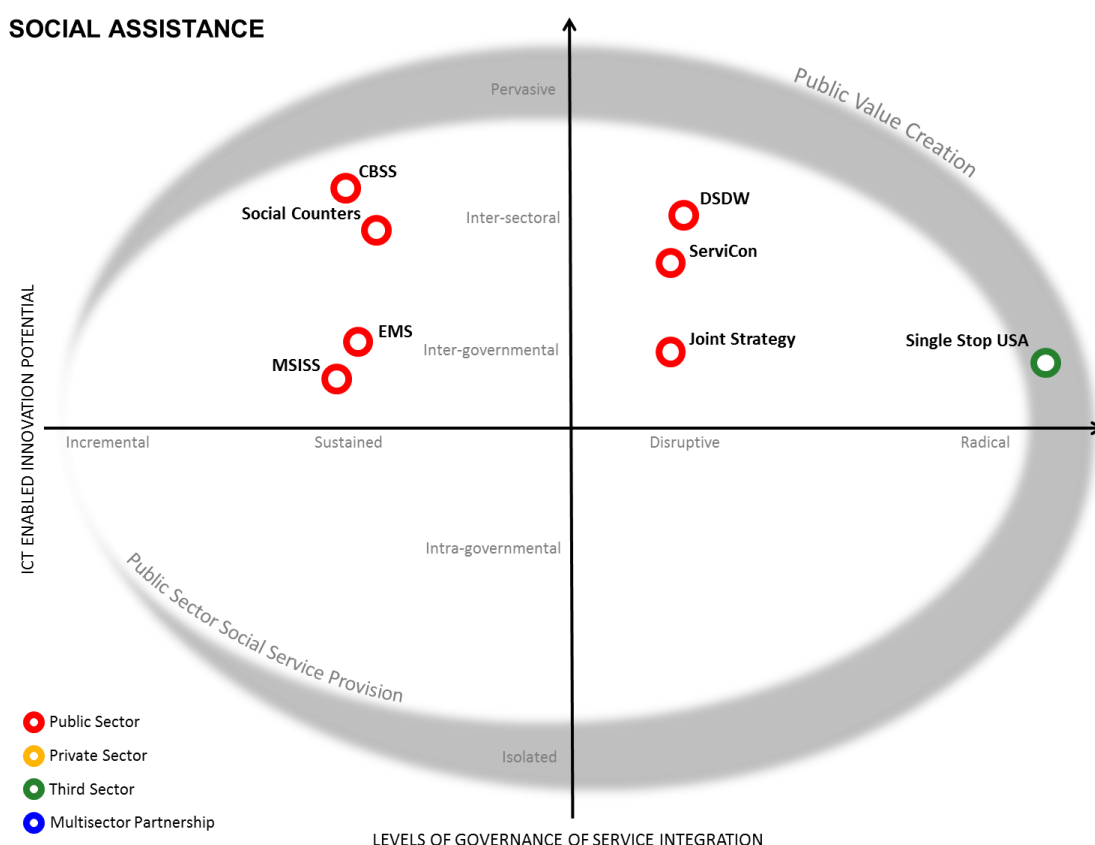 SOCIAL ASSISTANCE
Pervasive
Public Value Creation
CBSS
Social Counters
Inter-sectoral
DSDW
ServiCon
EMS
MSISS
Inter-governmental
Joint Strategy
Single Stop USA
ICT ENABLED INNOVATION POTENTIAL
Incremental
Sustained
Disruptive
Radical
Intra-governmental
Public Sector Social Service Provision
Isolated
Public Sector
Private Sector
Third Sector
Multisector Partnership
LEVELS OF GOVERNANCE OF SERVICE INTEGRATION